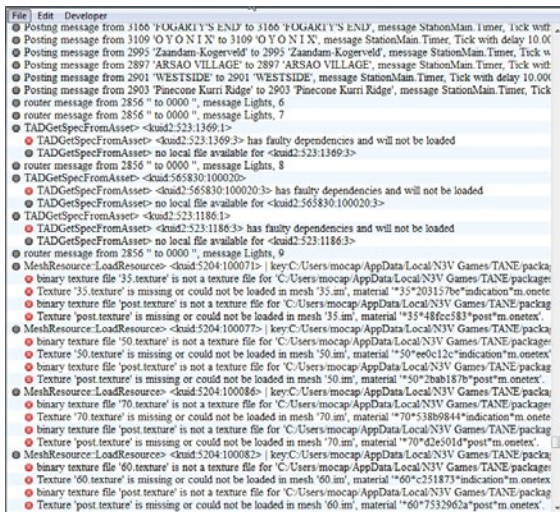 File Edit Developer
Posting message from 3166 'FOGARTY'S END' to 3166 'FOGARTY'S END', message StationMain.Timer, Tick with
Posting message from 3109 'O Y O N I X' to 3109 'O Y O N I X', message StationMain.Timer, Tick with delay 10.00
Posting message from 2995 'Zaandam-Kogerveld' to 2995 'Zaandam-Kogerveld', message StationMain.Timer, Tick
Posting message from 2897 'ARSAO VILLAGE' to 2897 'ARSAO VILLAGE', message StationMain.Timer, Tick with
Posting message from 2901 'WESTSIDE' to 2901 'WESTSIDE', message StationMain.Timer, Tick with delay 10.000
Posting message from 2903 'Pinecone Kurri Ridge' to 2903 'Pinecone Kurri Ridge', message StationMain.Timer, Tick
router message from 2856 '' to 0000 '', message Lights, 6
router message from 2856 '' to 0000 '', message Lights, 7
TADGetSpecFromAsset> <kuid2:523:1369:1>
TADGetSpecFromAsset> <kuid2:523:1369:3> has faulty dependencies and will not be loaded
TADGetSpecFromAsset> no local file available for <kuid2:523:1369:3>
router message from 2856 '' to 0000 '', message Lights, 8
TADGetSpecFromAsset> <kuid:565830:100020>
TADGetSpecFromAsset> <kuid2:565830:100020:3> has faulty dependencies and will not be loaded
TADGetSpecFromAsset> no local file available for <kuid2:565830:100020:3>
TADGetSpecFromAsset> <kuid2:523:1186:1>
TADGetSpecFromAsset> <kuid2:523:1186:3> has faulty dependencies and will not be loaded
TADGetSpecFromAsset> no local file available for <kuid2:523:1186:3>
router message from 2856 '' to 0000 '', message Lights, 9
MeshResource::LoadResource> <kuid:5204:100071> | key:C:/Users/mocap/AppData/Local/N3V Games/TANE/packag
binary texture file '35.texture' is not a texture file for 'C:/Users/mocap/AppData/Local/N3V Games/TANE/packages
Texture '35.texture' is missing or could not be loaded in mesh '35.im', material '*35*203157be*indication*m.onetex'.
binary texture file 'post.texture' is not a texture file for 'C:/Users/mocap/AppData/Local/N3V Games/TANE/packag
Texture 'post.texture' is missing or could not be loaded in mesh '35.im', material '*35*48fcc583*post*m.onetex'.
MeshResource::LoadResource> <kuid:5204:100077> | key:C:/Users/mocap/AppData/Local/N3V Games/TANE/packag
binary texture file '50.texture' is not a texture file for 'C:/Users/mocap/AppData/Local/N3V Games/TANE/packages
Texture '50.texture' is missing or could not be loaded in mesh '50.im', material '*50*ee0c12c*indication*m.onetex'.
binary texture file 'post.texture' is not a texture file for 'C:/Users/mocap/AppData/Local/N3V Games/TANE/packag
Texture 'post.texture' is missing or could not be loaded in mesh '50.im', material '*50*2bab187b*post*m.onetex'.
MeshResource::LoadResource> <kuid:5204:100086> | key:C:/Users/mocap/AppData/Local/N3V Games/TANE/packag
binary texture file '70.texture' is not a texture file for 'C:/Users/mocap/AppData/Local/N3V Games/TANE/packages
Texture '70.texture' is missing or could not be loaded in mesh '70.im', material '*70*538b9844*indication*m.onete
binary texture file 'post.texture' is not a texture file for 'C:/Users/mocap/AppData/Local/N3V Games/TANE/packag
Texture 'post.texture' is missing or could not be loaded in mesh '70.im', material '*70*d2e501d*post*m.onetex'.
MeshResource::LoadResource> <kuid:5204:100082> | key:C:/Users/mocap/AppData/Local/N3V Games/TANE/packag
binary texture file '60.texture' is not a texture file for 'C:/Users/mocap/AppData/Local/N3V Games/TANE/packages
Texture '60.texture' is missing or could not be loaded in mesh '60.im', material '*60*c251873*indication*m.onetex'.
binary texture file 'post.texture' is not a texture file for 'C:/Users/mocap/AppData/Local/N3V Games/TANE/packag
Texture 'post.texture' is missing or could not be loaded in mesh '60.im', material '*60*7532962a*post*m.onetex'.